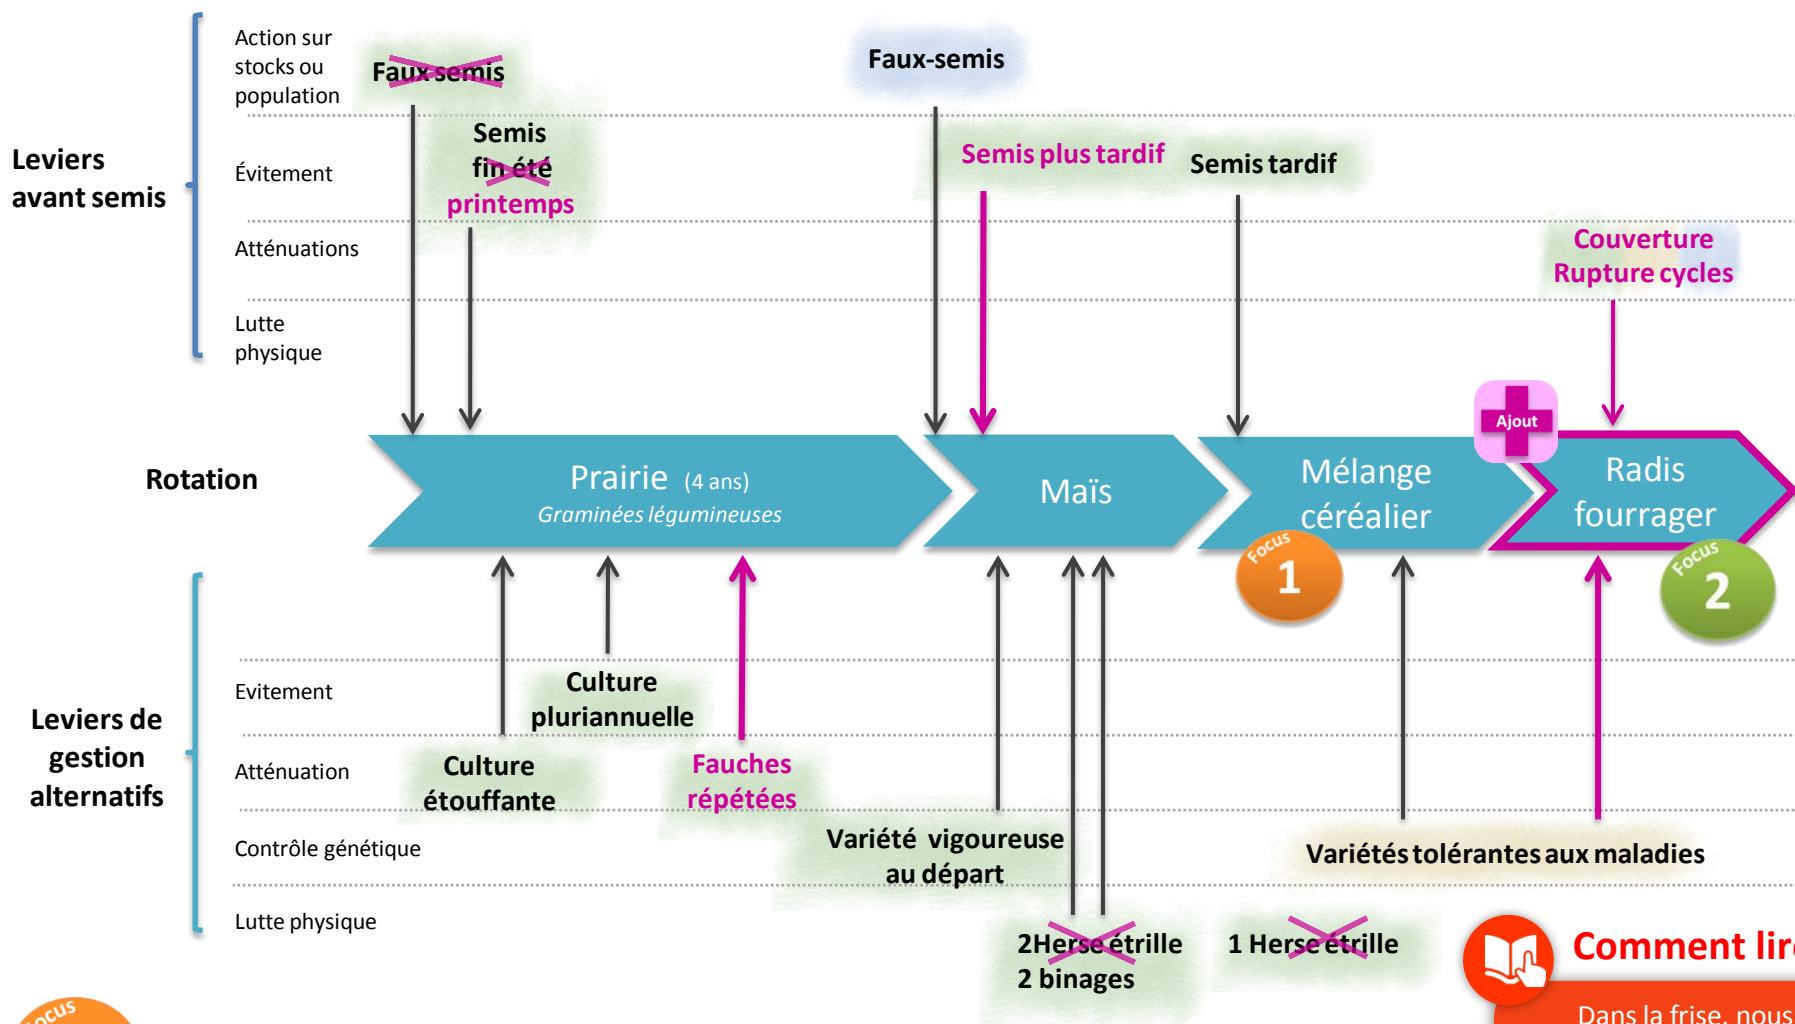 Action sur
stocks ou
population
Faux semis
Faux-semis
Leviers
avant semis
Évitement
Semis
fin été
printemps
Semis plus tardif
Semis tardif
Atténuations
Couverture
Rupture cycles
Lutte
physique
Ajout
Rotation
Prairie (4 ans)
Graminées légumineuses
Maïs
Mélange
céréalier
Radis
fourrager
Focus
1
Focus
2
Leviers de
gestion
alternatifs
Evitement
Culture
pluriannuelle
Atténuation
Culture
étouffante
Fauches
répétées
Contrôle génétique
Variété vigoureuse
au départ
Variétés tolérantes aux maladies
Lutte physique
2Herse étrille
2 binages
1 Herse étrille
Comment lire
Dans la frise, nous
Focus